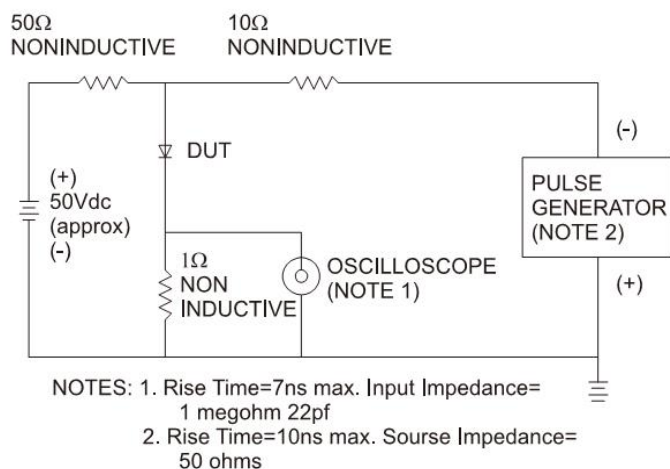 50Ω
NONINDUCTIVE
10Ω
NONINDUCTIVE
DUT
(+)
50Vdc
(approx)
(-)
1Ω
NON
INDUCTIVE
OSCILLOSCOPE
(NOTE 1)
(-)
PULSE
GENERATOR
(NOTE 2)
(+)
NOTES: 1. Rise Time=7ns max. Input Impedance=
1 megohm 22pf
2. Rise Time=10ns max. Sourse Impedance=
50 ohms